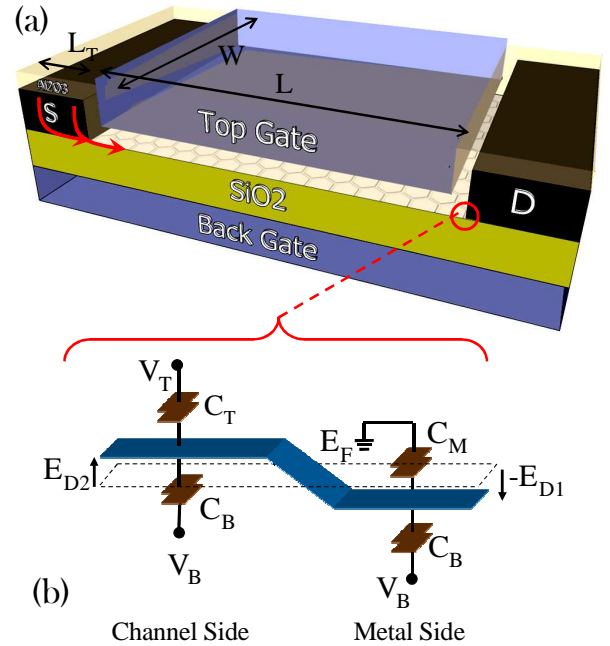 (a)
L_T
W
L
Al2O3
S
Top Gate
SiO2
D
Back Gate
V_T
C_T
E_F
C_M
E_D2
-E_D1
C_B
C_B
V_B
V_B
(b)
Channel Side
Metal Side